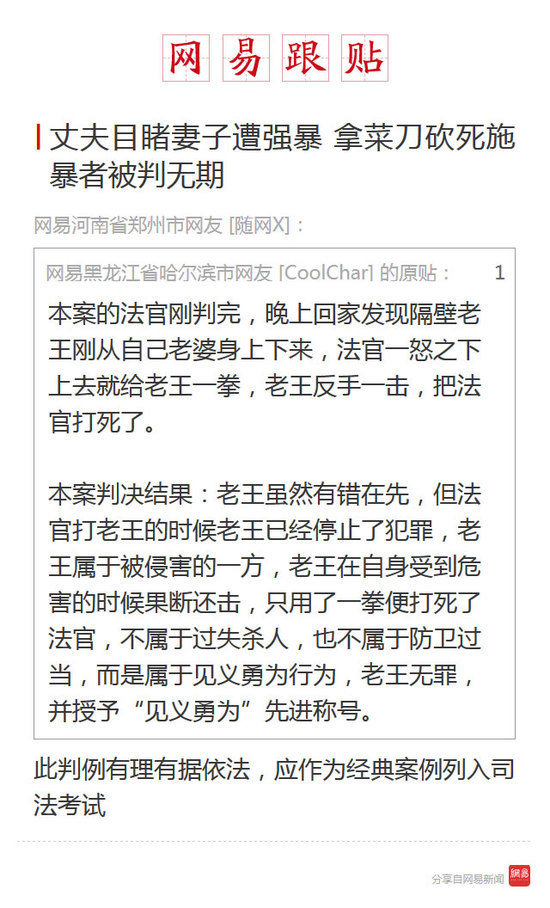 网易跟贴
丈夫目睹妻子遭强暴 拿菜刀砍死施
暴者被判无期
网易河南省郑州市网友 [随网X]：
网易黑龙江省哈尔滨市网友 [CoolChar] 的原贴： 1
本案的法官刚判完，晚上回家发现隔壁老
王刚从自己老婆身上下来，法官一怒之下
上去就给老王一拳，老王反手一击，把法
官打死了。
本案判决结果：老王虽然有错在先，但法
官打老王的时候老王已经停止了犯罪，老
王属于被侵害的一方，老王在自身受到危
害的时候果断还击，只用了一拳便打死了
法官，不属于过失杀人，也不属于防卫过
当，而是属于见义勇为行为，老王无罪，
并授予“见义勇为”先进称号。
此判例有理有据依法，应作为经典案例列入司
法考试
分享自网易新闻 網易